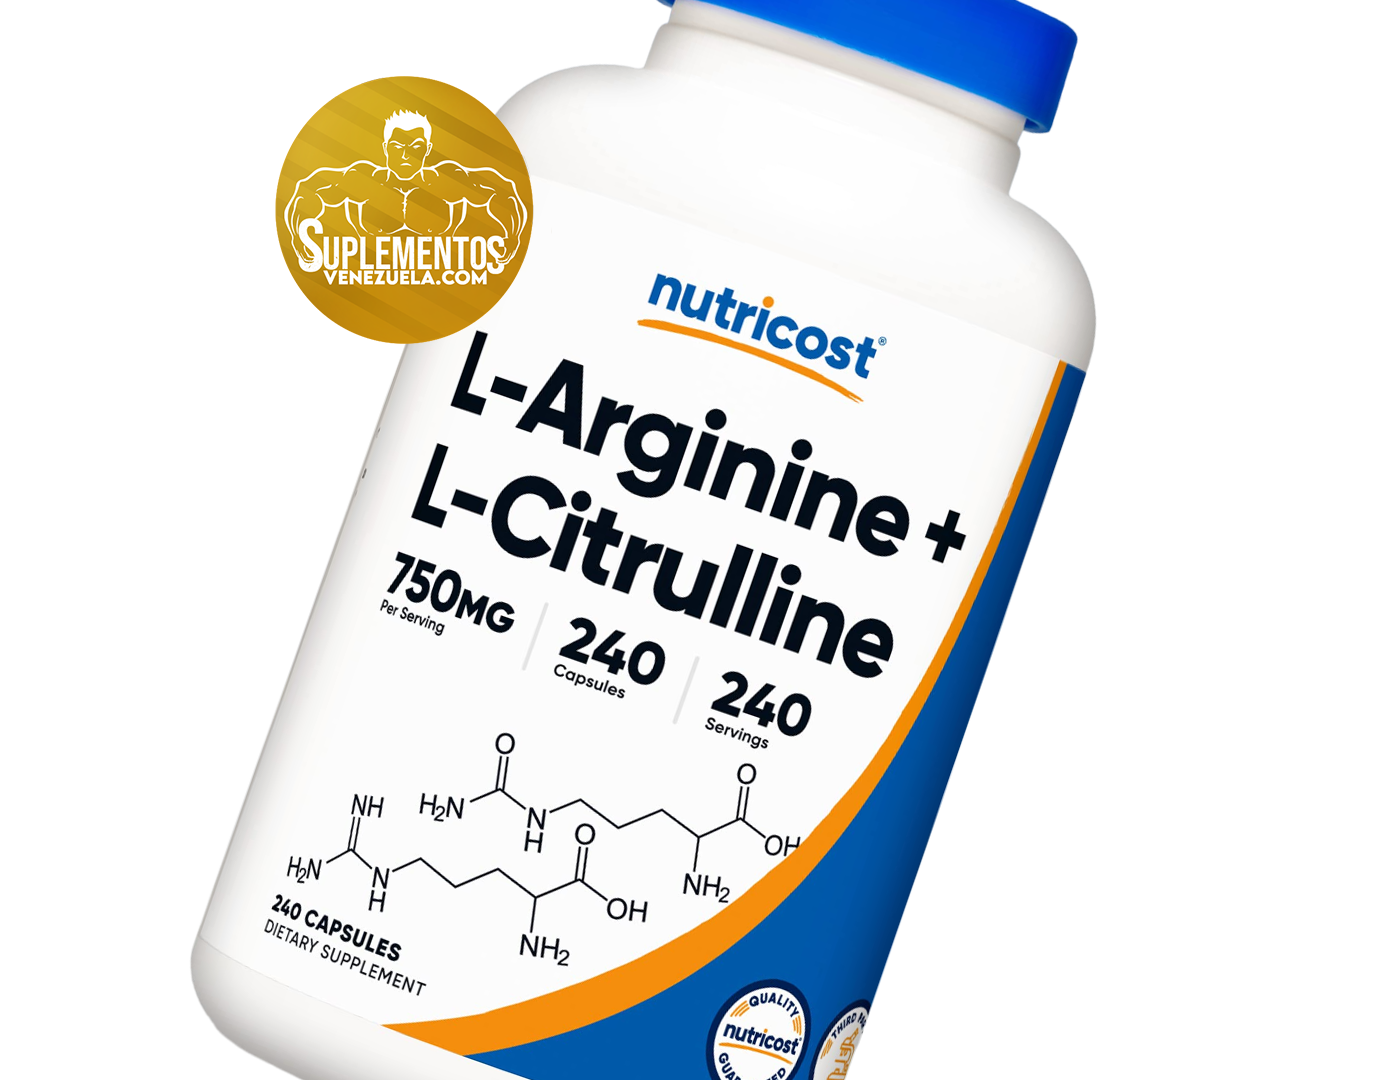 SUPLEMENTOS
VENEZUELA.COM
nutricost®
L-Arginine +
L-Citrulline
750MG
Per Serving
240
Capsules
240
Servings
O
H₂N
N
H
O
OH
NH₂
NH
H₂N
N
H
O
OH
NH₂
240 CAPSULES
DIETARY SUPPLEMENT
QUALITY
nutricost
THIRD